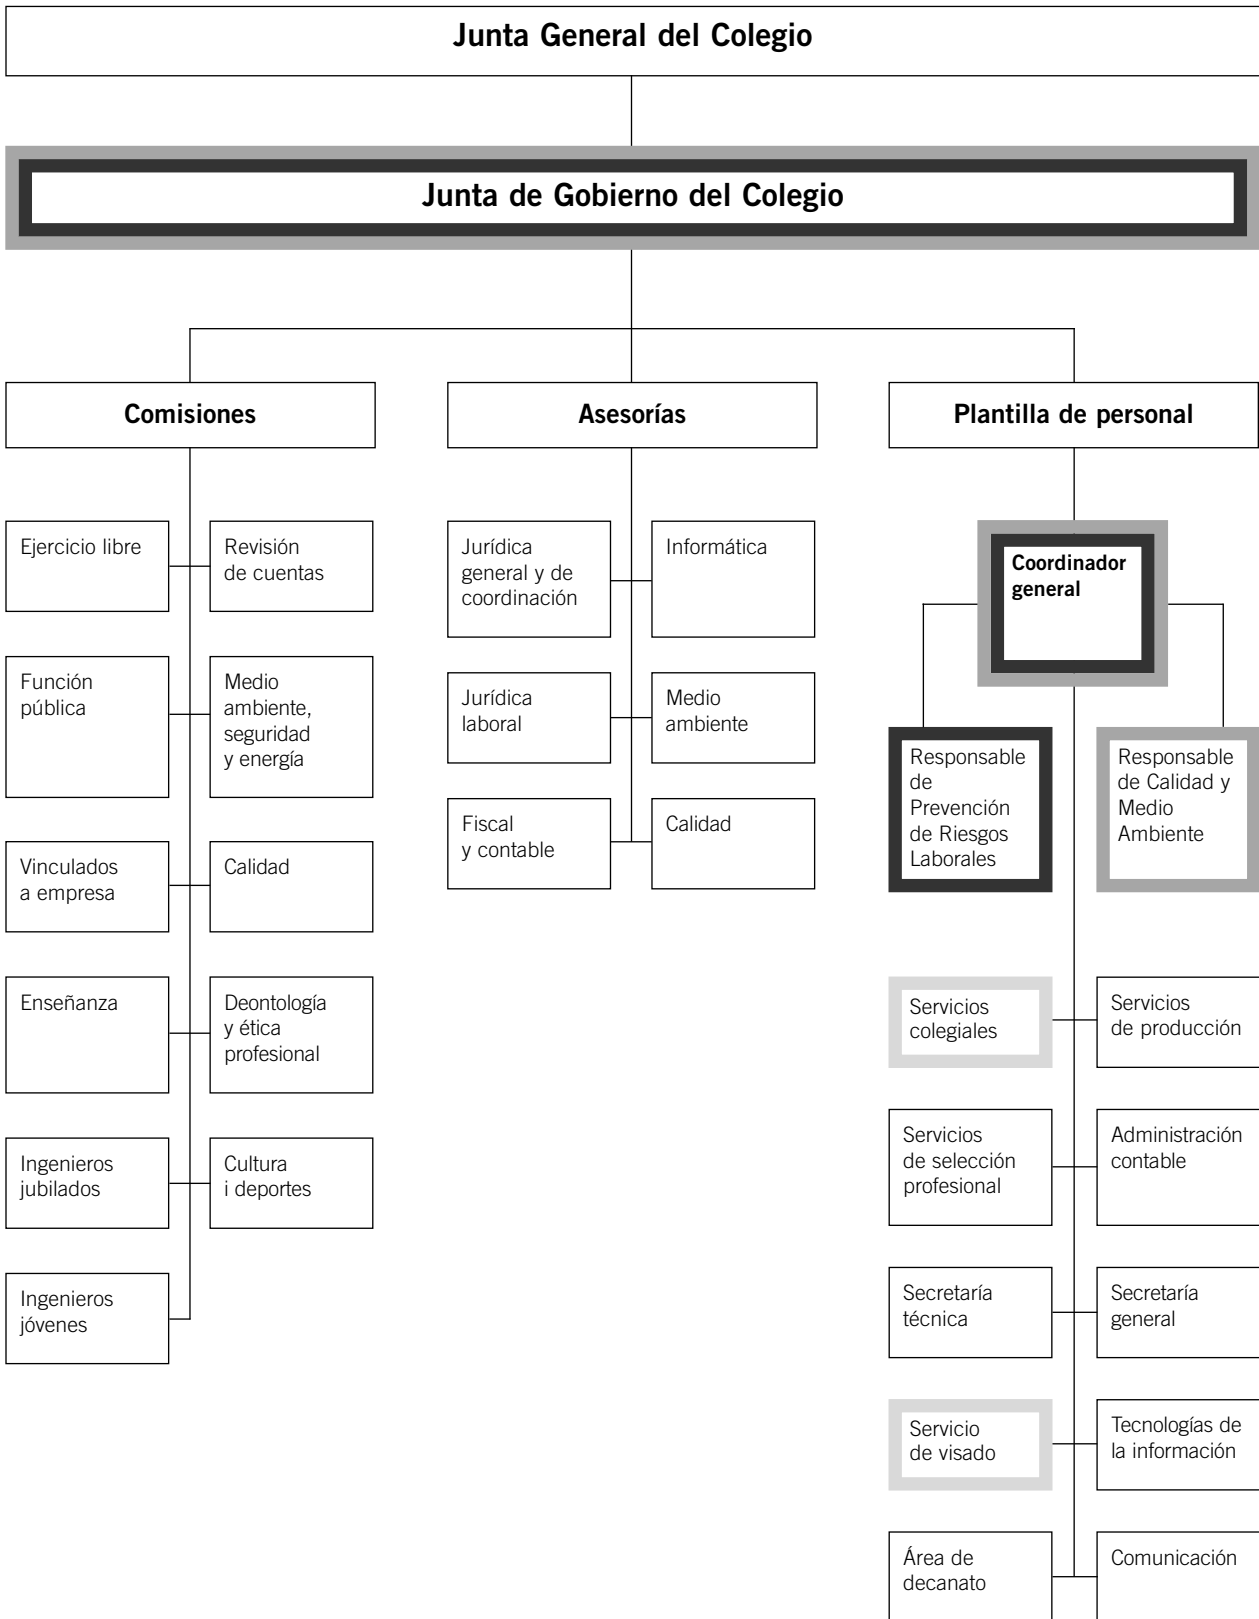 Junta General del Colegio
Junta de Gobierno del Colegio
Comisiones
Ejercicio libre
Revisión
de cuentas
Función
pública
Medio
ambiente,
seguridad
y energía
Vinculados
a empresa
Calidad
Enseñanza
Deontología
y ética
profesional
Ingenieros
jubilados
Cultura
i deportes
Ingenieros
jóvenes
Asesorías
Jurídica
general y de
coordinación
Informática
Jurídica
laboral
Medio
ambiente
Fiscal
y contable
Calidad
Plantilla de personal
Coordinador
general
Responsable
de
Prevención
de Riesgos
Laborales
Responsable
de Calidad y
Medio
Ambiente
Servicios
colegiales
Servicios
de producción
Servicios
de selección
profesional
Administración
contable
Secretaría
técnica
Secretaría
general
Servicio
de visado
Tecnologías de
la información
Área de
decanato
Comunicación